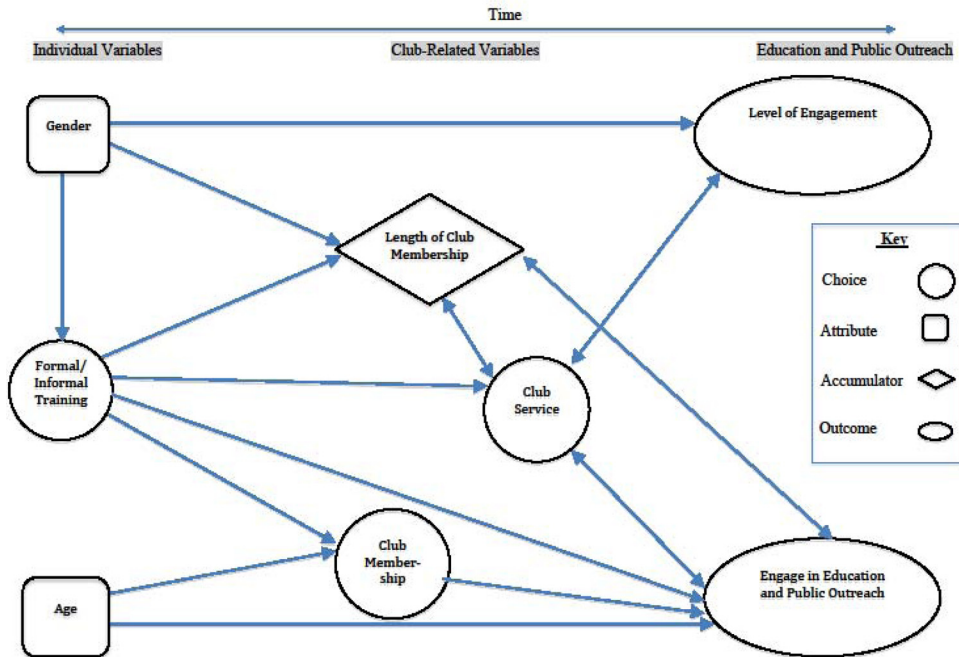 Time
Individual Variables
Club-Related Variables
Education and Public Outreach
Gender
Level of Engagement
Length of Club
Membership
Key
Choice
Attribute
Accumulator
Outcome
Formal/
Informal
Training
Club
Service
Club
Member-
ship
Age
Engage in Education
and Public Outreach